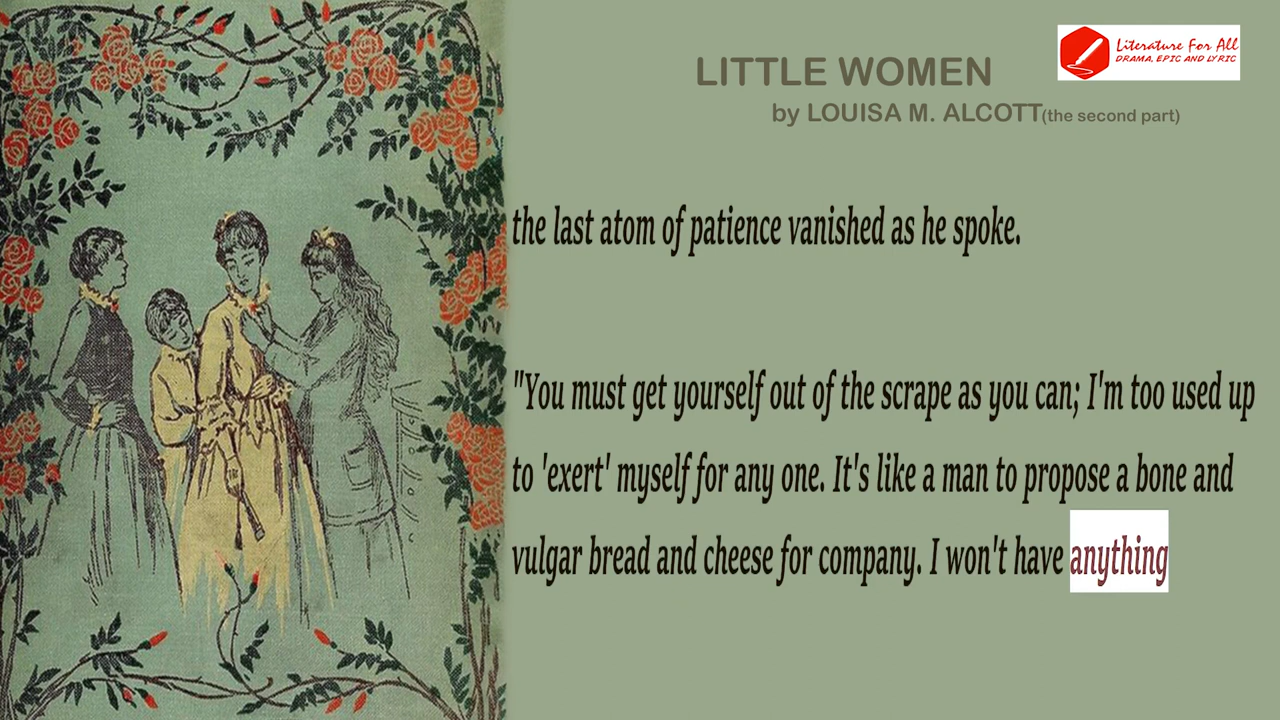 LITTLE WOMEN
by LOUISA M. ALCOTT(the second part)
Literature For All
DRAMA, EPIC AND LYRIC
the last atom of patience vanished as he spoke.
"You must get yourself out of the scrape as you can; I'm too used up
to 'exert' myself for any one. It's like a man to propose a bone and
vulgar bread and cheese for company. I won't have anything